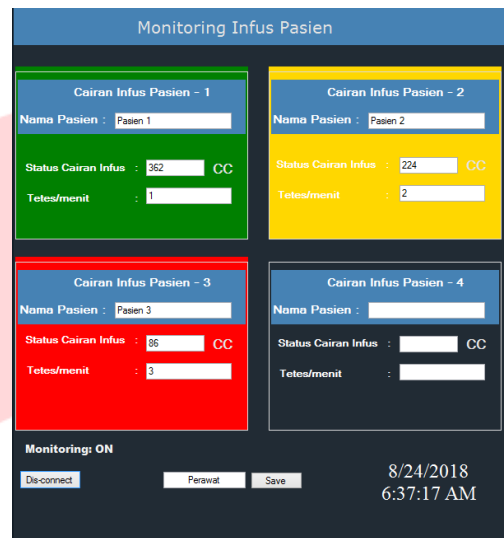 Monitoring Infus Pasien
Cairan Infus Pasien - 1
Nama Pasien : Pasien 1
Status Cairan Infus : 362 CC
Tetes/menit : 1
Cairan Infus Pasien - 2
Nama Pasien : Pasien 2
Status Cairan Infus : 224 CC
Tetes/menit : 2
Cairan Infus Pasien - 3
Nama Pasien : Pasien 3
Status Cairan Infus : 86 CC
Tetes/menit : 3
Cairan Infus Pasien - 4
Nama Pasien :
Status Cairan Infus : CC
Tetes/menit :
Monitoring: ON
Dis-connect Perawat Save
8/24/2018
6:37:17 AM